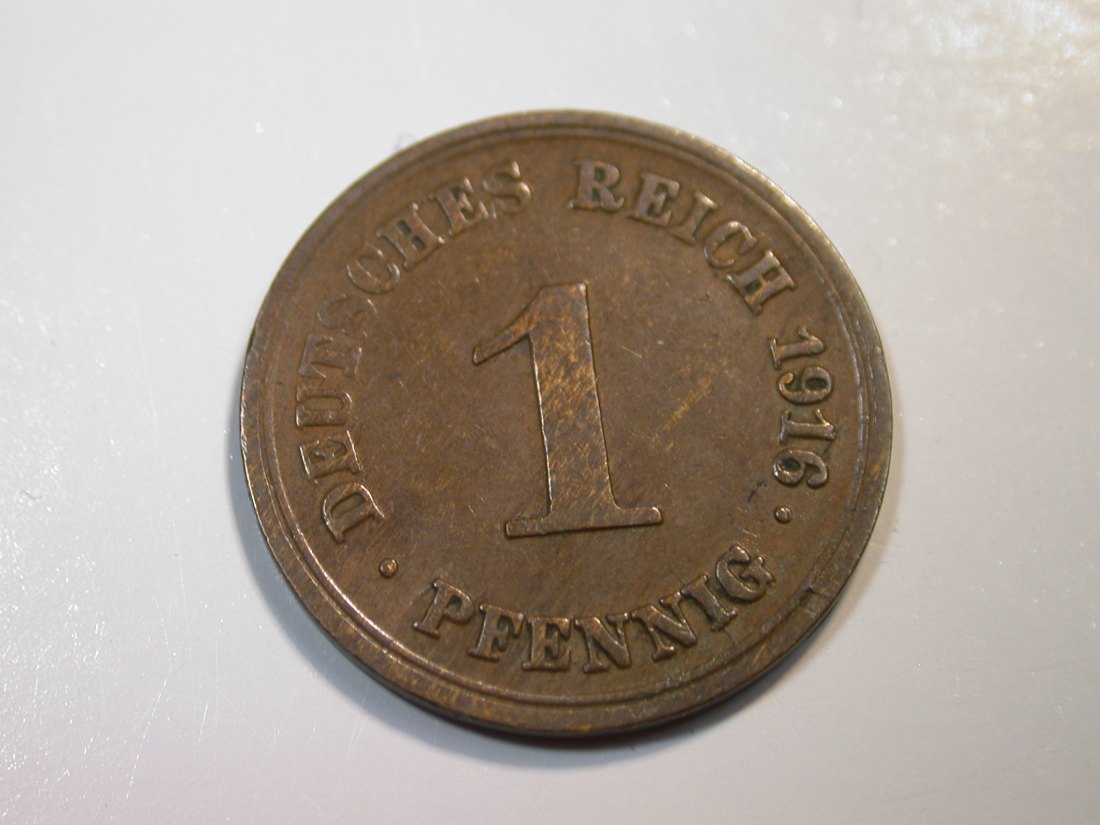 DEUTSCHES REICH 1916
1
PFENNIG